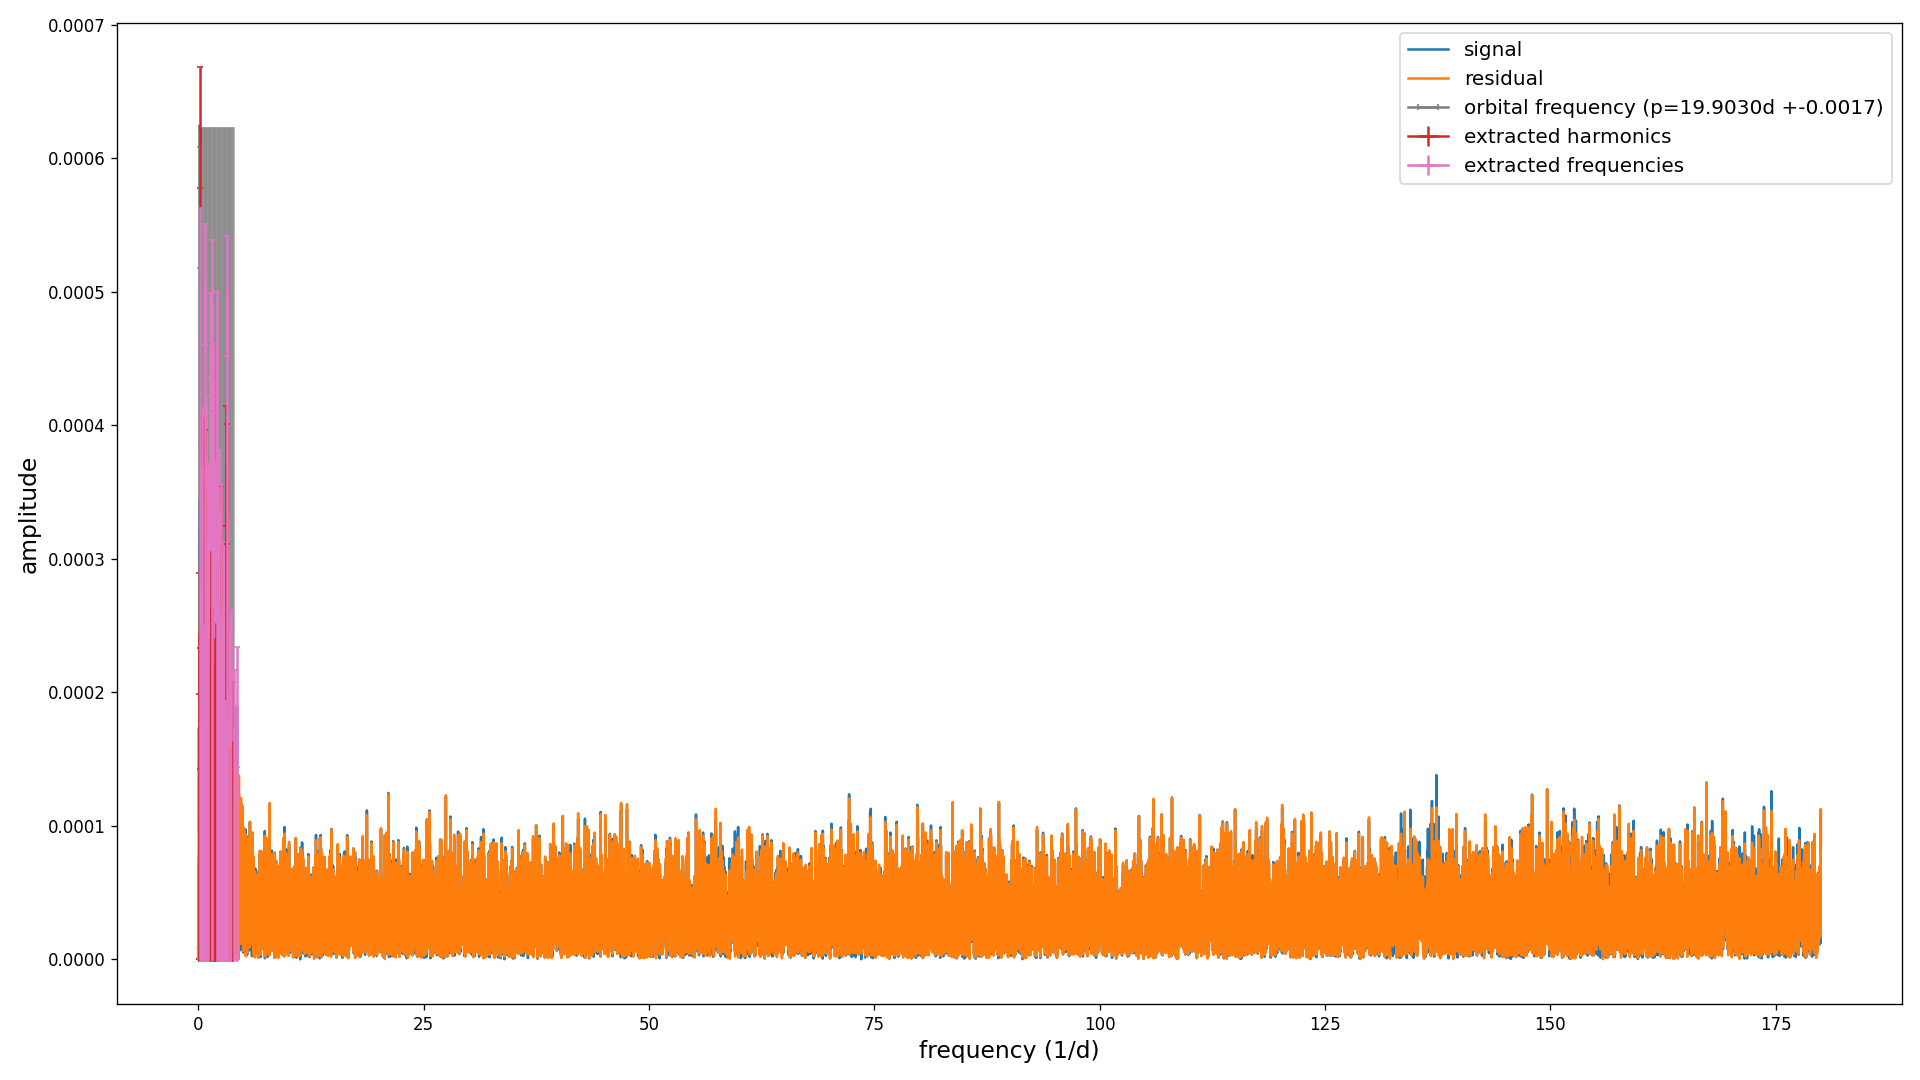 0.0007
0.0006
0.0005
0.0004
0.0003
0.0002
0.0001
0.0000
amplitude
signal
residual
orbital frequency (p=19.9030d +-0.0017)
extracted harmonics
extracted frequencies
0 25 50 75 100 125 150 175
frequency (1/d)